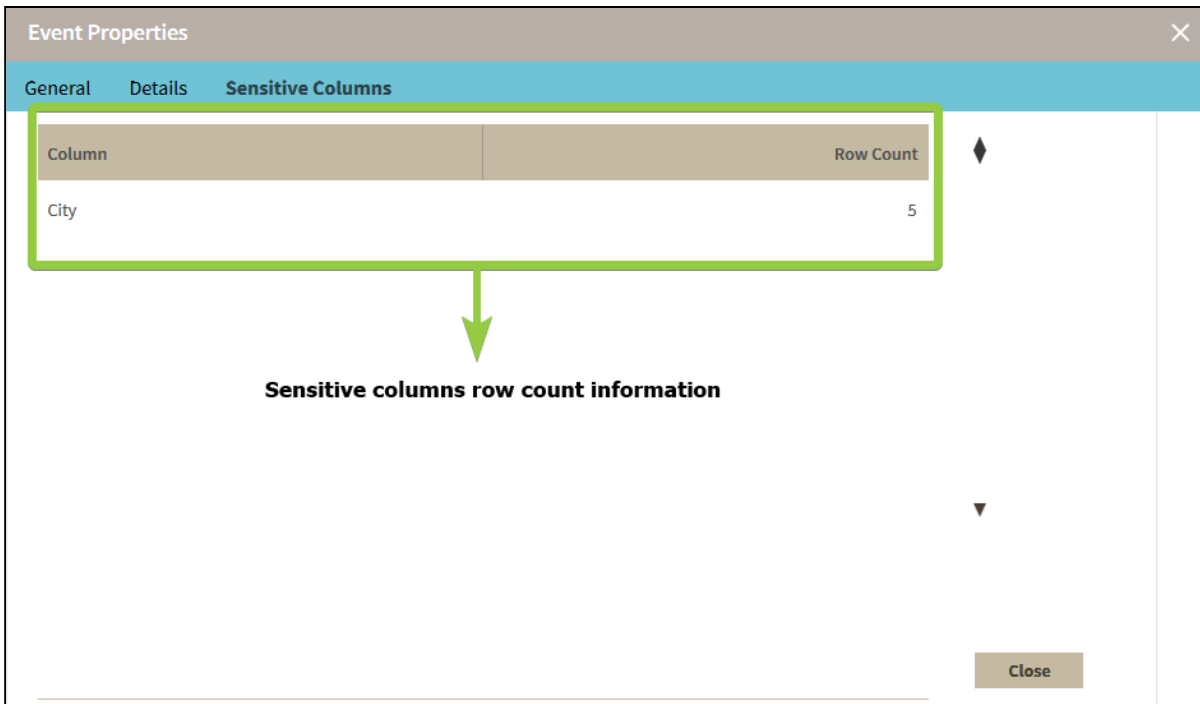 Event Properties
General Details Sensitive Columns
Column Row Count
City 5
Sensitive columns row count information
Close